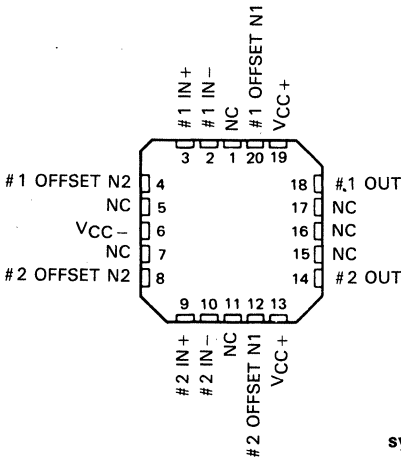 #1 IN+
#1 IN-
NC
#1 OFFSET N1
VCC+
3 2 1 20 19
#1 OFFSET N2 4
NC 5
VCC- 6
NC 7
#2 OFFSET N2 8
18 #1 OUT
17 NC
16 NC
15 NC
14 #2 OUT
9 10 11 12 13
#2 IN+
#2 IN-
NC
#2 OFFSET N1
VCC+
sy